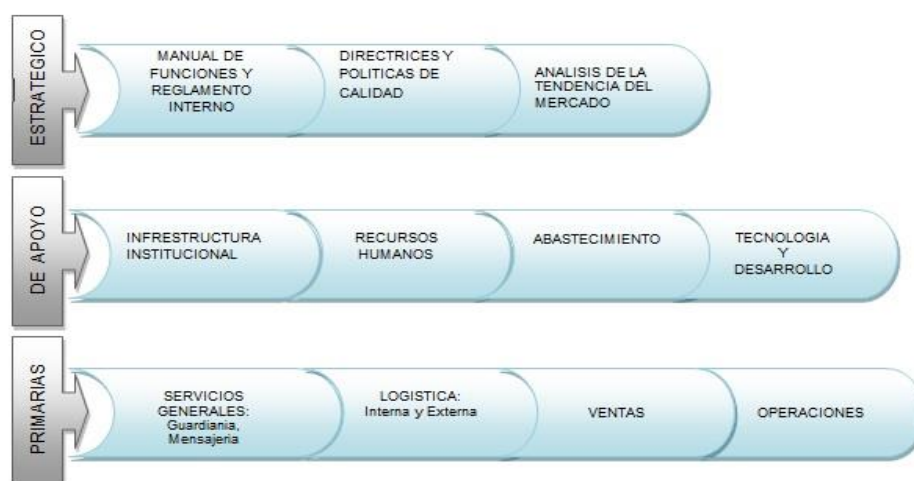 ESTRATEGICO
MANUAL DE
FUNCIONES Y
REGLAMENTO
INTERNO
DIRECTRICES Y
POLITICAS DE
CALIDAD
ANALISIS DE LA
TENDENCIA DEL
MERCADO
DE APOYO
INFRESTRUCTURA
INSTITUCIONAL
RECURSOS
HUMANOS
ABASTECIMIENTO
TECNOLOGIA
Y
DESARROLLO
PRIMARIAS
SERVICIOS
GENERALES:
Guardiania,
Mensajeria
LOGISTICA:
Interna y Externa
VENTAS
OPERACIONES